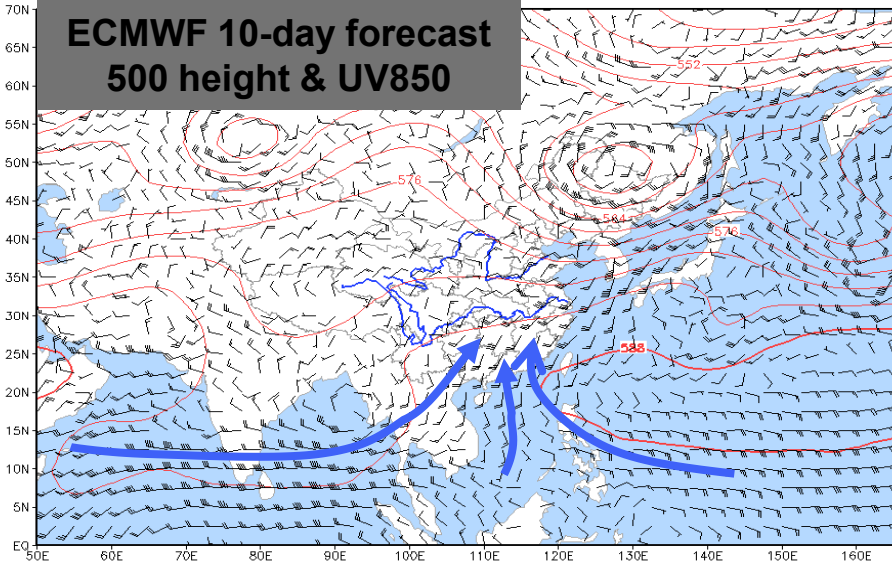 70N
ECMWF 10-day forecast
500 height & UV850
65N
552
60N
55N
50N
576
45N
564
576
40N
35N
30N
588
25N
20N
15N
10N
5N
EQ
50E 60E 70E 80E 90E 100E 110E 120E 130E 140E 150E 160E